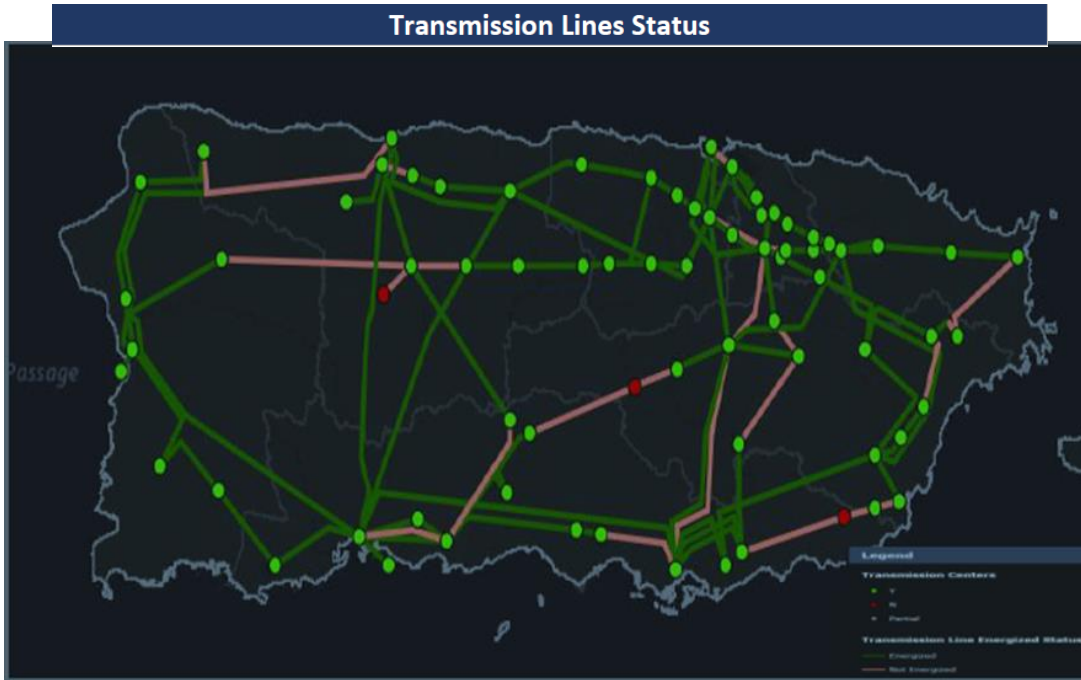 Transmission Lines Status
Passage
Legend
Transmission Centers
Y
N
Partial
Transmission Line Energized Status
Energized
Not Energized